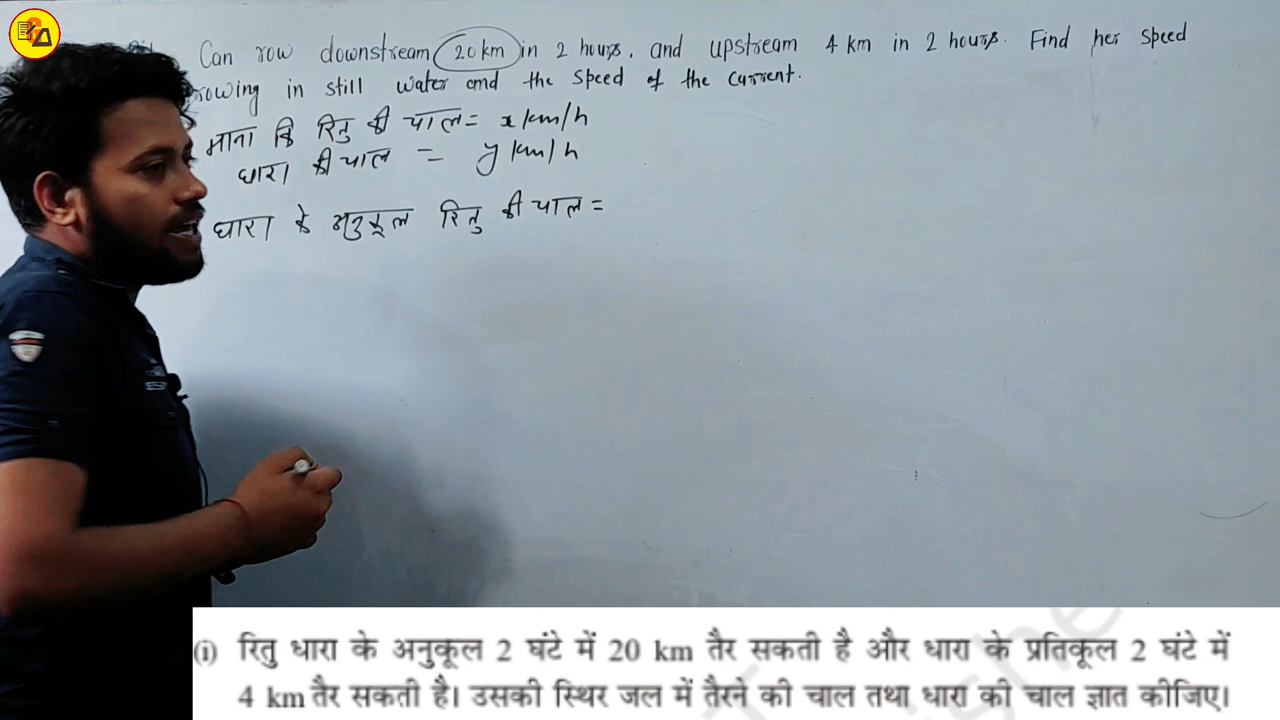 Can row downstream 20 km in 2 hours, and upstream 4 km in 2 hours. Find her speed
rowing in still water and the speed of the current.
माना कि रितु की चाल = x km/h
धारा की चाल = y km/h
धारा के अनुकूल रितु की चाल =
(i) रितु धारा के अनुकूल 2 घंटे में 20 km तैर सकती है और धारा के प्रतिकूल 2 घंटे में
4 km तैर सकती है। उसकी स्थिर जल में तैरने की चाल तथा धारा की चाल ज्ञात कीजिए।